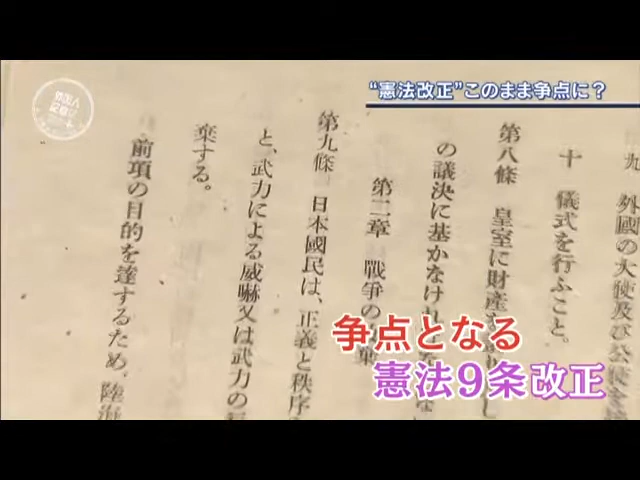 “憲法改正”このまま争点に？
九 外國の大使及び公使を
十 儀式を行ふこと。
第八條 皇室に財産
の議決に基かなけれ
第二章 戰爭の
第九條 日本國民は、正義と秩序
と、武力による威嚇又は武力の
棄する。
前項の目的を達するため、陸海
争点となる
憲法9条改正